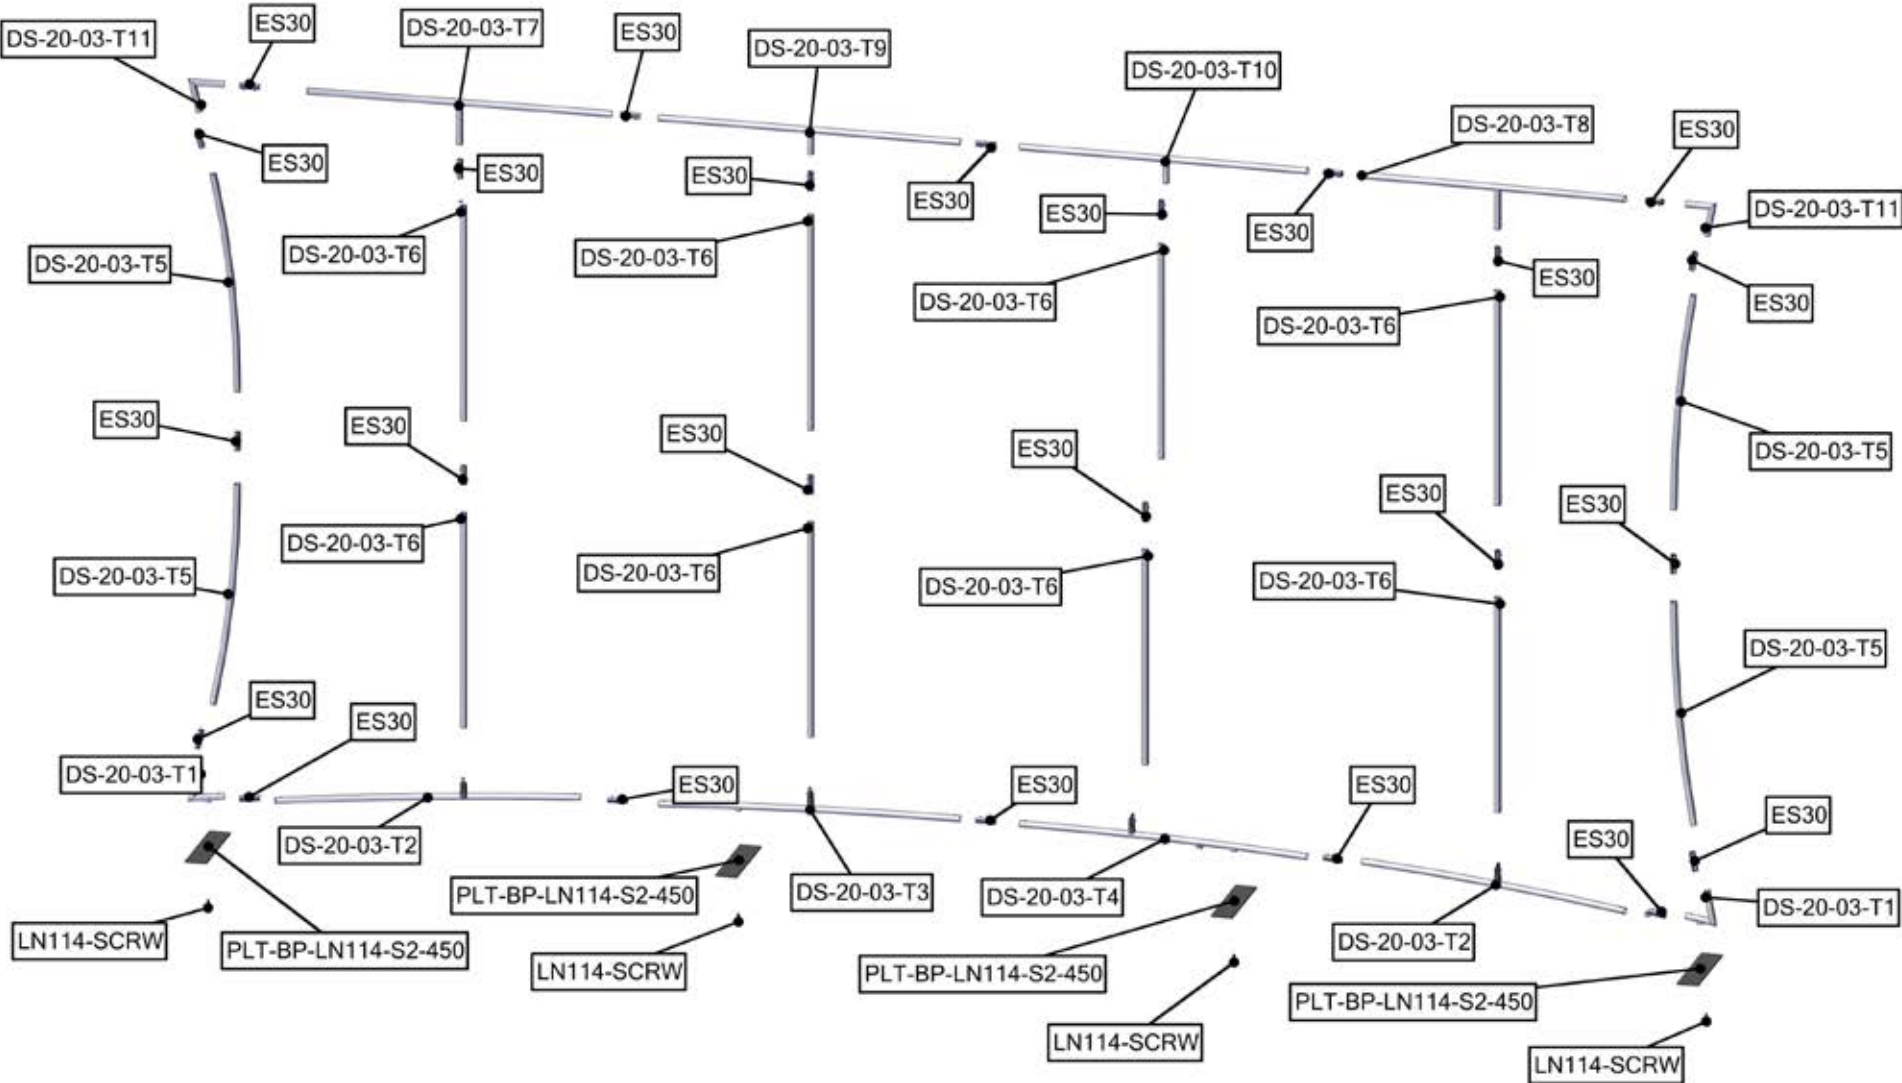 DS-20-03-T11
ES30
DS-20-03-T7
ES30
DS-20-03-T9
DS-20-03-T10
DS-20-03-T8
ES30
ES30
ES30
ES30
ES30
ES30
ES30
DS-20-03-T11
DS-20-03-T5
DS-20-03-T6
DS-20-03-T6
DS-20-03-T6
DS-20-03-T6
ES30
ES30
ES30
ES30
ES30
ES30
DS-20-03-T5
ES30
ES30
DS-20-03-T5
DS-20-03-T6
DS-20-03-T6
DS-20-03-T6
DS-20-03-T6
DS-20-03-T5
ES30
ES30
DS-20-03-T1
ES30
ES30
ES30
ES30
ES30
DS-20-03-T2
PLT-BP-LN114-S2-450
DS-20-03-T3
DS-20-03-T4
DS-20-03-T1
LN114-SCRW
PLT-BP-LN114-S2-450
LN114-SCRW
PLT-BP-LN114-S2-450
DS-20-03-T2
PLT-BP-LN114-S2-450
LN114-SCRW
LN114-SCRW